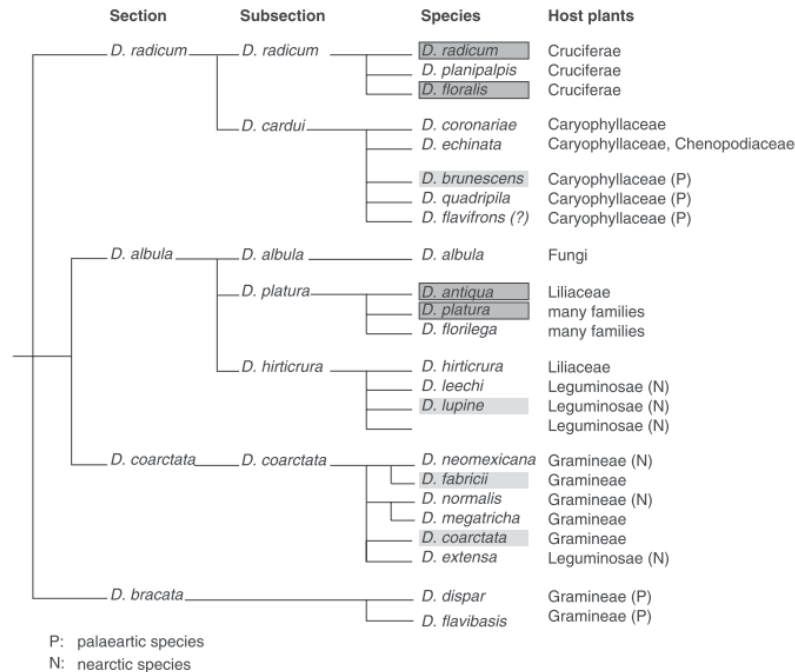 Section Subsection Species Host plants
D. radicum D. radicum D. radicum Cruciferae
D. planipalpis Cruciferae
D. floralis Cruciferae
D. cardui D. coronariae Caryophyllaceae
D. echinata Caryophyllaceae, Chenopodiaceae
D. brunescens Caryophyllaceae (P)
D. quadripila Caryophyllaceae (P)
D. flavifrons (?) Caryophyllaceae (P)
D. albula D. albula D. albula Fungi
D. platura D. antiqua Liliaceae
D. platura many families
D. florilega many families
D. hirticrura D. hirticrura Liliaceae
D. leechi Leguminosae (N)
D. lupine Leguminosae (N)
Leguminosae (N)
D. coarctata D. coarctata D. neomexicana Gramineae (N)
D. fabricii Gramineae
D. normalis Gramineae (N)
D. megatricha Gramineae
D. coarctata Gramineae
D. extensa Leguminosae (N)
D. bracata D. dispar Gramineae (P)
D. flavibasis Gramineae (P)
P: palaeartic species
N: nearctic species